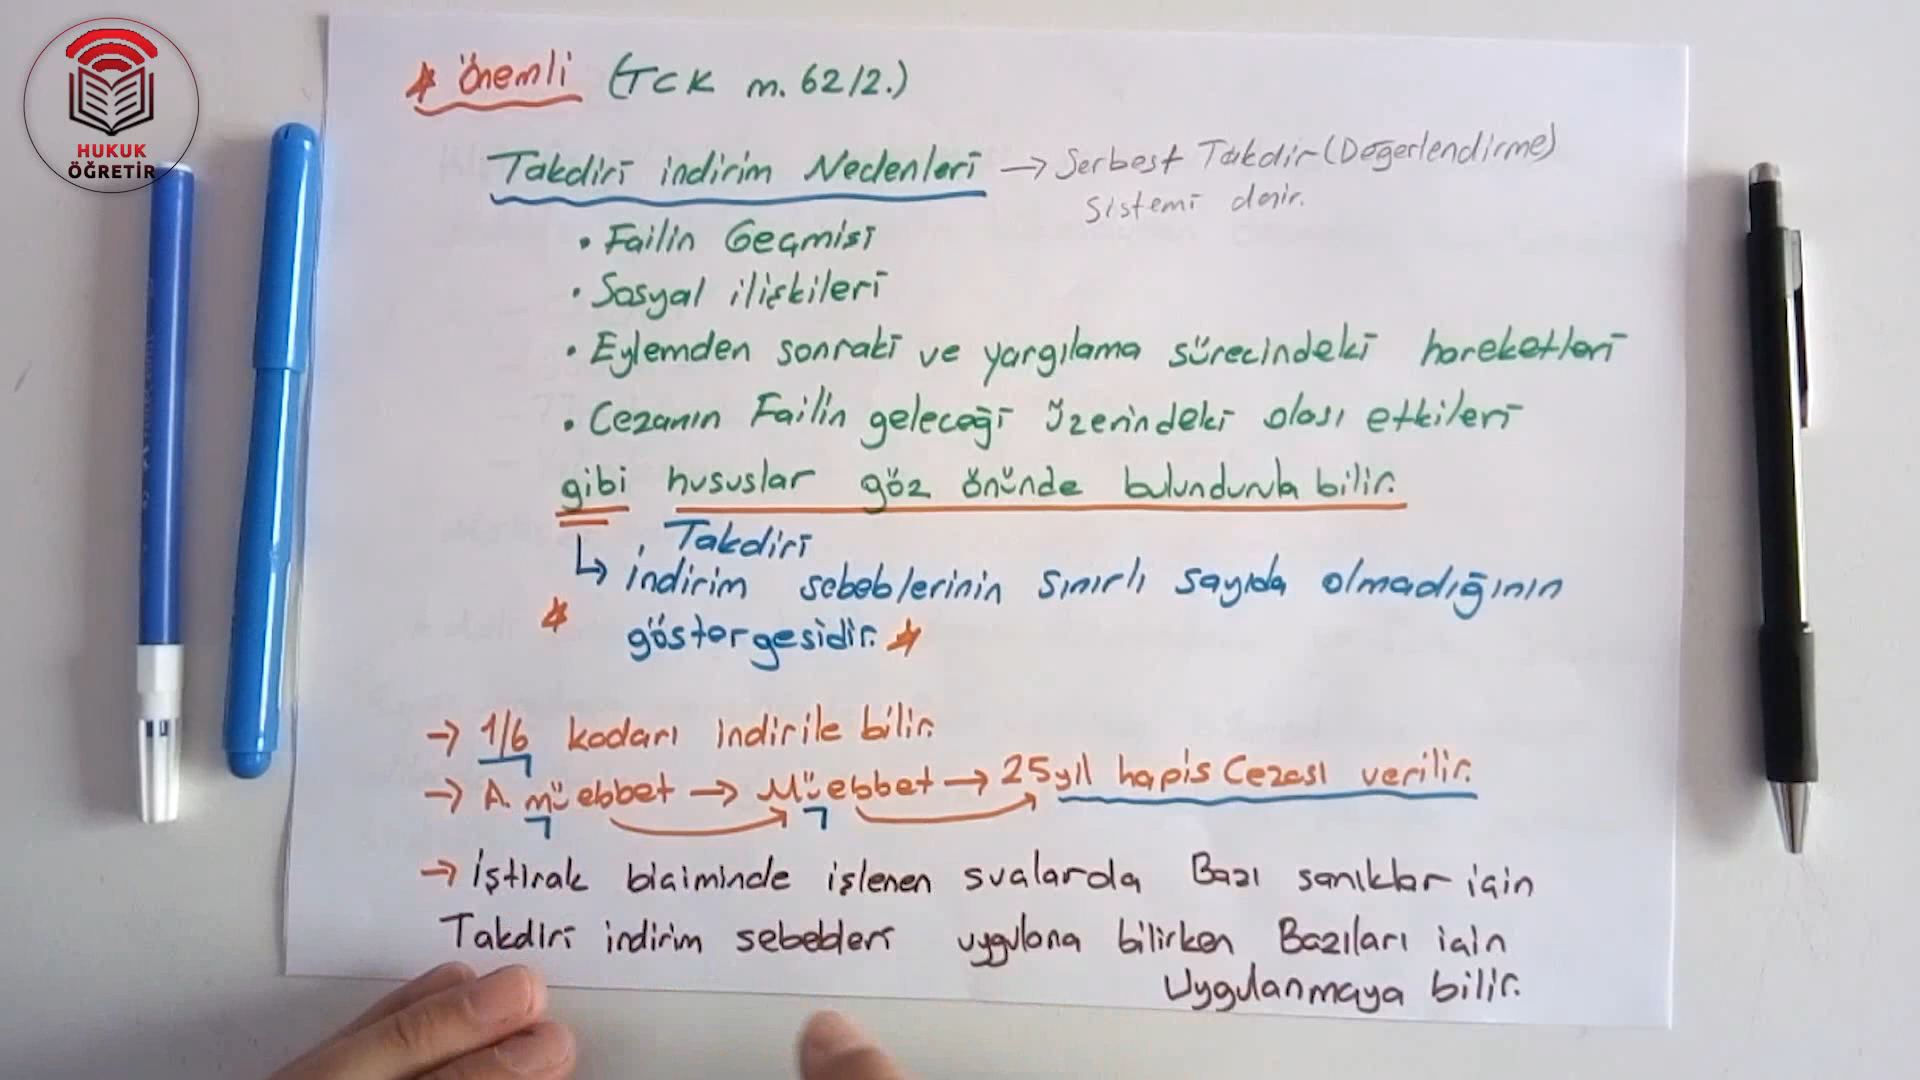 HUKUK
ÖĞRETİR
Önemli (TCK m. 62/2.)
Takdiri indirim Nedenleri → Serbest Takdir (Değerlendirme)
Sistemi denir.
• Failin Geçmişi
• Sosyal ilişkileri
• Eylemden sonraki ve yargılama sürecindeki hareketleri
• Cezanın Failin geleceği üzerindeki olası etkileri
gibi hususlar göz önünde bulundurula bilir.
Takdiri
↳ indirim sebeblerinin sınırlı sayıda olmadığının
göstergesidir.
→ 1/6 kadarı indirile bilir.
→ A. müebbet → Müebbet → 25 yıl hapis Cezası verilir.
→ İştirak biçiminde işlenen sualarda Bazı sanıklar için
Takdiri indirim sebebleri uygulana bilirken Bazıları için
Uygulanmaya bilir.